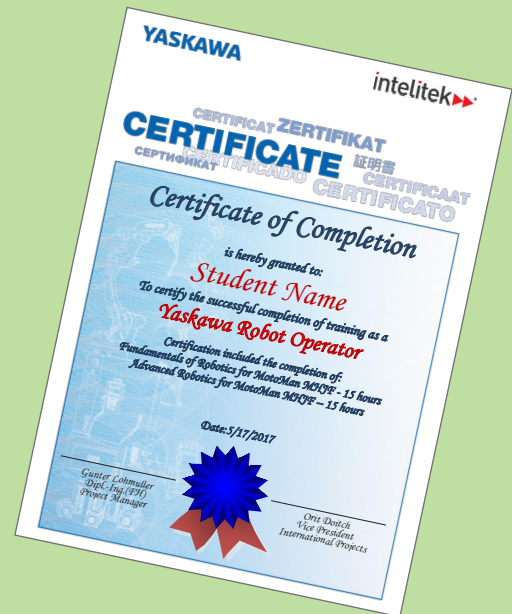 YASKAWA
intelitek
CERTIFICAT ZERTIFIKAT
CERTIFICATE 証明書
СЕРТИФИКАТ CERTIFICADO CERTIFICAAT
CERTIFICATO
Certificate of Completion
is hereby granted to:
Student Name
To certify the successful completion of training as a
Yaskawa Robot Operator
Certification included the completion of:
Fundamentals of Robotics for MotoMan MHJF - 15 hours
Advanced Robotics for MotoMan MHJF – 15 hours
Date:5/17/2017
Gunter Lohmuller
Dipl.-Ing.(FH)
Project Manager
Orit Doitch
Vice President
International Projects